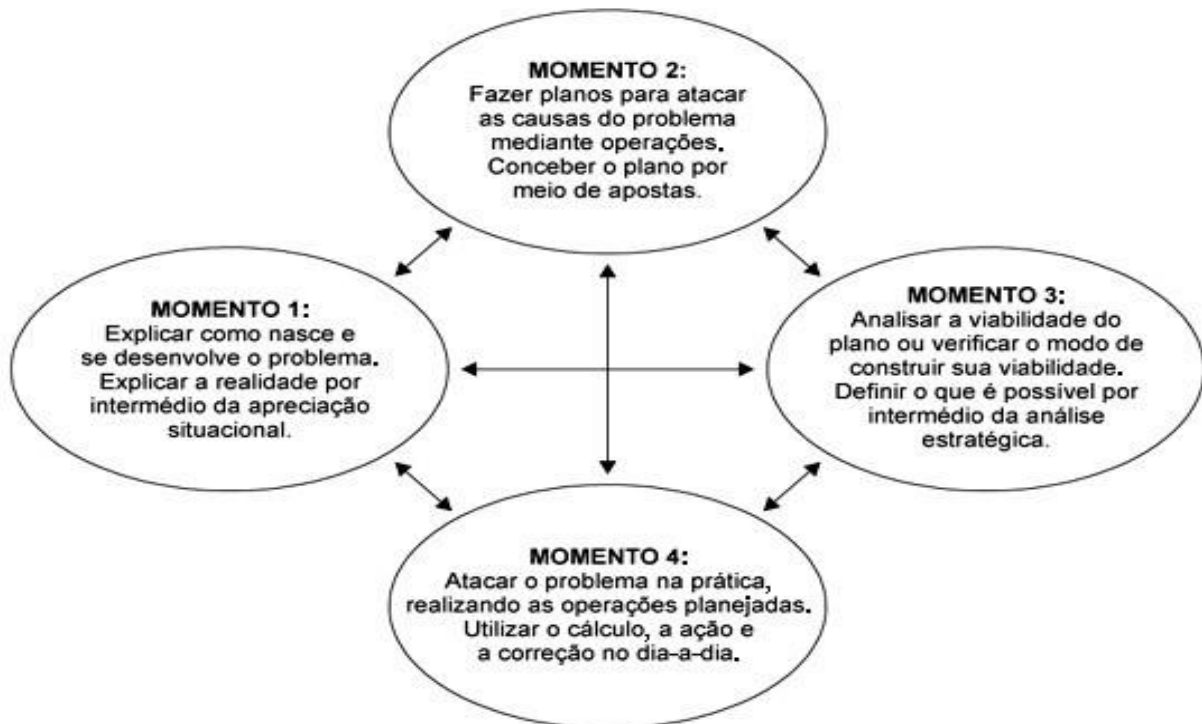 MOMENTO 2:
Fazer planos para atacar
as causas do problema
mediante operações.
Conceber o plano por
meio de apostas.
MOMENTO 1:
Explicar como nasce e
se desenvolve o problema.
Explicar a realidade por
intermédio da apreciação
situacional.
MOMENTO 3:
Analisar a viabilidade do
plano ou verificar o modo de
construir sua viabilidade.
Definir o que é possível por
intermédio da análise
estratégica.
MOMENTO 4:
Atacar o problema na prática,
realizando as operações planejadas.
Utilizar o cálculo, a ação e
a correção no dia-a-dia.